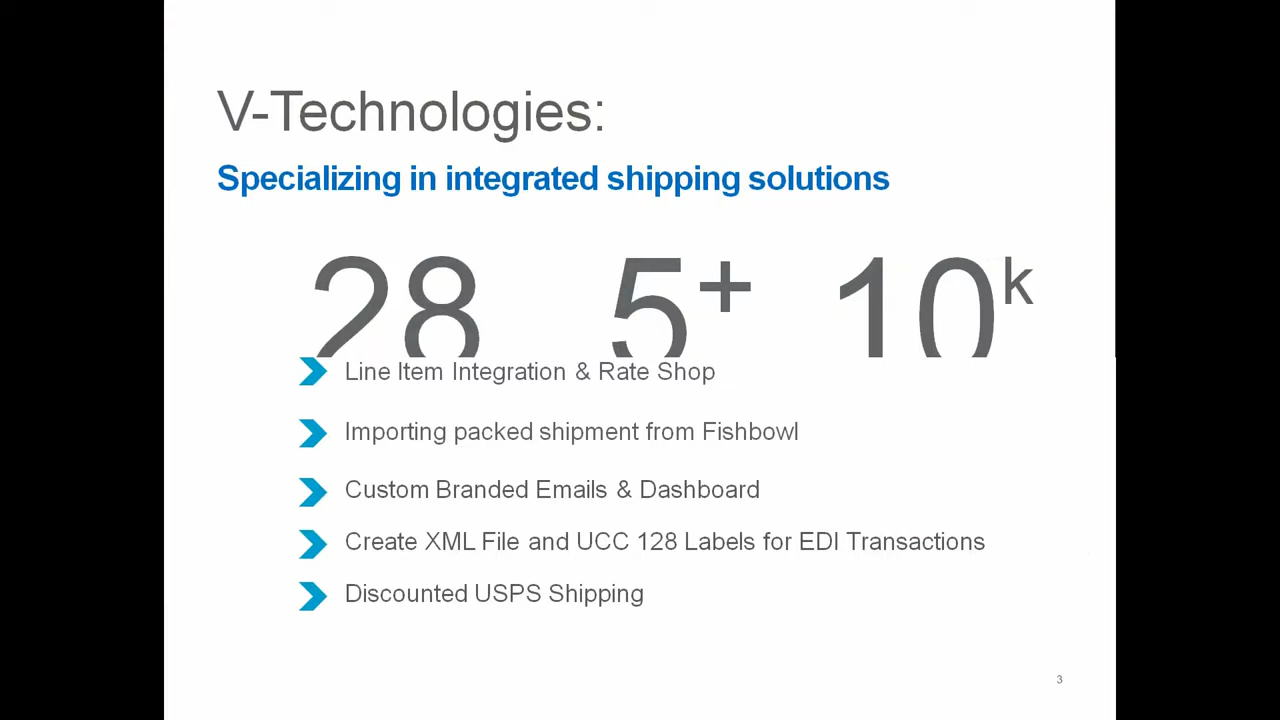 V-Technologies:
Specializing in integrated shipping solutions
28 5+ 10k
Line Item Integration & Rate Shop
Importing packed shipment from Fishbowl
Custom Branded Emails & Dashboard
Create XML File and UCC 128 Labels for EDI Transactions
Discounted USPS Shipping
3